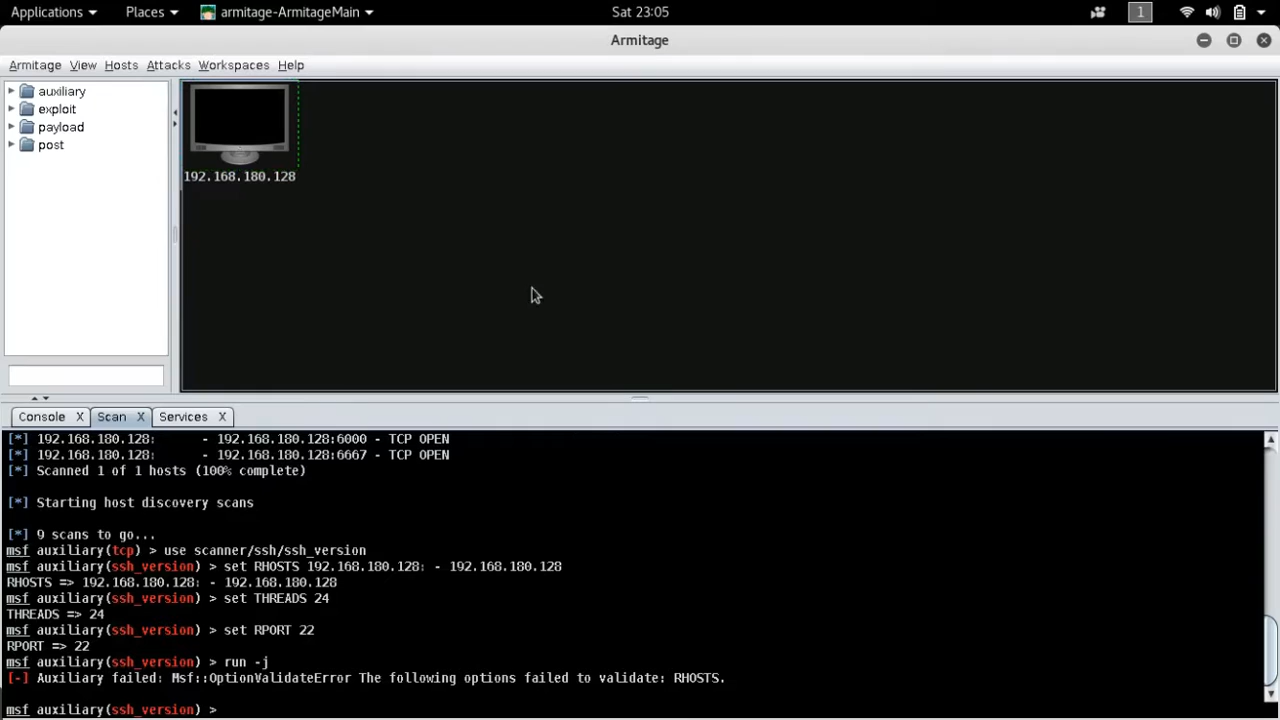 Applications Places armitage-ArmitageMain Sat 23:05 1
Armitage
Armitage View Hosts Attacks Workspaces Help
auxiliary
exploit
payload
post
192.168.180.128
Console X Scan X Services X
[*] 192.168.180.128:      - 192.168.180.128:6000 - TCP OPEN
[*] 192.168.180.128:      - 192.168.180.128:6667 - TCP OPEN
[*] Scanned 1 of 1 hosts (100% complete)
[*] Starting host discovery scans
[*] 9 scans to go...
msf auxiliary(tcp) > use scanner/ssh/ssh_version
msf auxiliary(ssh_version) > set RHOSTS 192.168.180.128: - 192.168.180.128
RHOSTS => 192.168.180.128: - 192.168.180.128
msf auxiliary(ssh_version) > set THREADS 24
THREADS => 24
msf auxiliary(ssh_version) > set RPORT 22
RPORT => 22
msf auxiliary(ssh_version) > run -j
[-] Auxiliary failed: Msf::OptionValidateError The following options failed to validate: RHOSTS.
msf auxiliary(ssh_version) >